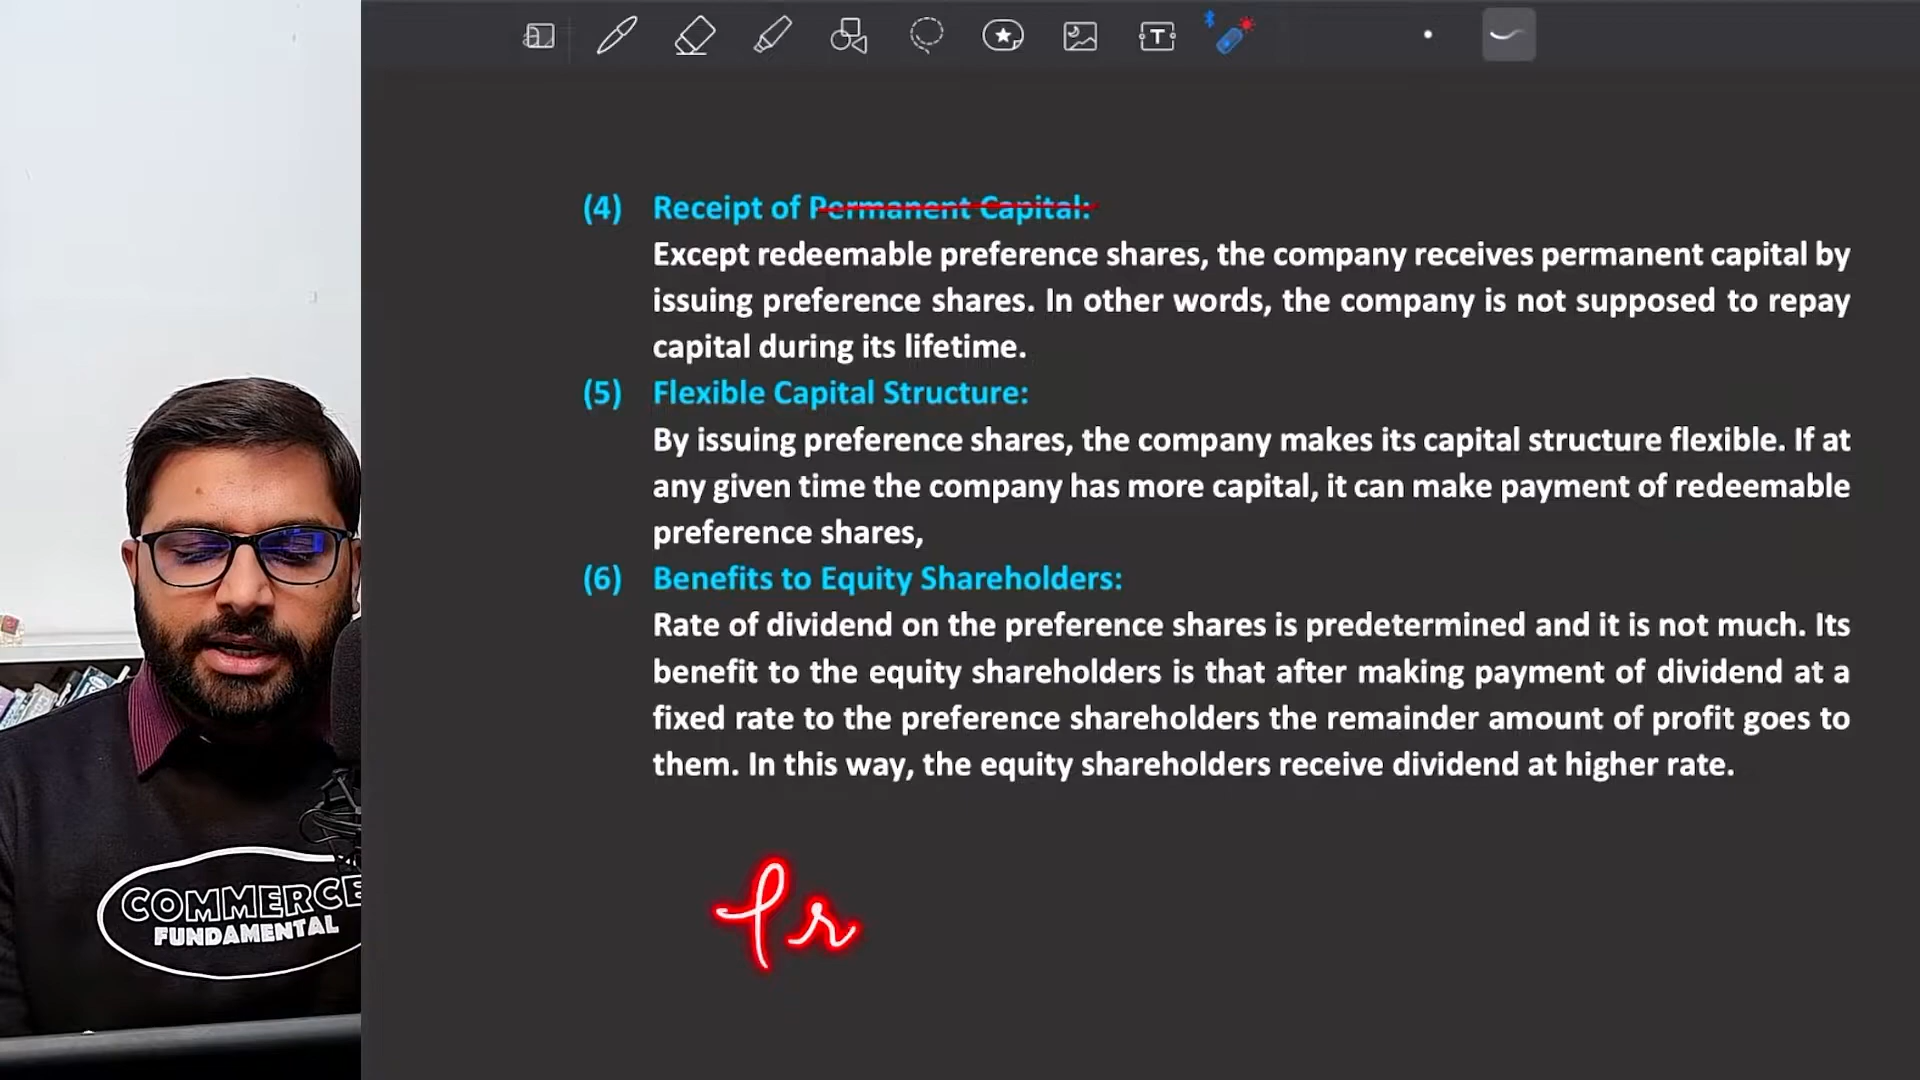 (4) Receipt of Permanent Capital:
Except redeemable preference shares, the company receives permanent capital by
issuing preference shares. In other words, the company is not supposed to repay
capital during its lifetime.
(5) Flexible Capital Structure:
By issuing preference shares, the company makes its capital structure flexible. If at
any given time the company has more capital, it can make payment of redeemable
preference shares,
(6) Benefits to Equity Shareholders:
Rate of dividend on the preference shares is predetermined and it is not much. Its
benefit to the equity shareholders is that after making payment of dividend at a
fixed rate to the preference shareholders the remainder amount of profit goes to
them. In this way, the equity shareholders receive dividend at higher rate.
COMMERCE
FUNDAMENTAL